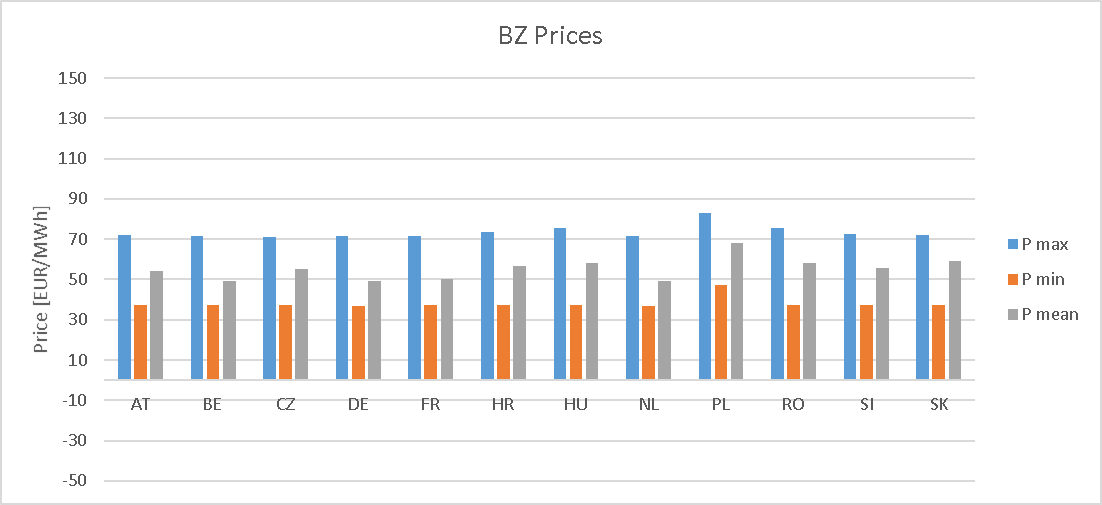 BZ Prices
150
130
110
90
70
50
30
10
-10
-30
-50
Price [EUR/MWh]
AT BE CZ DE FR HR HU NL PL RO SI SK
P max
P min
P mean